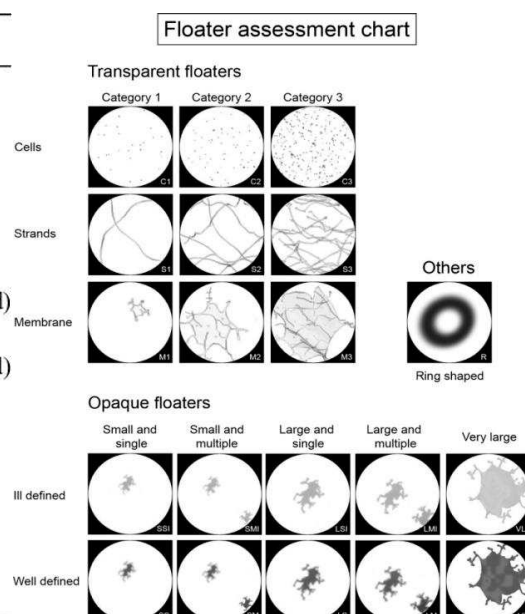 Floater assessment chart
Transparent floaters
Category 1 Category 2 Category 3
Cells
C1 C2 C3
Strands
S1 S2 S3
Others
Membrane
M1 M2 M3
R
Ring shaped
Opaque floaters
Small and single Small and multiple Large and single Large and multiple Very large
Ill defined
SSI SMI LSI LMI
Well defined